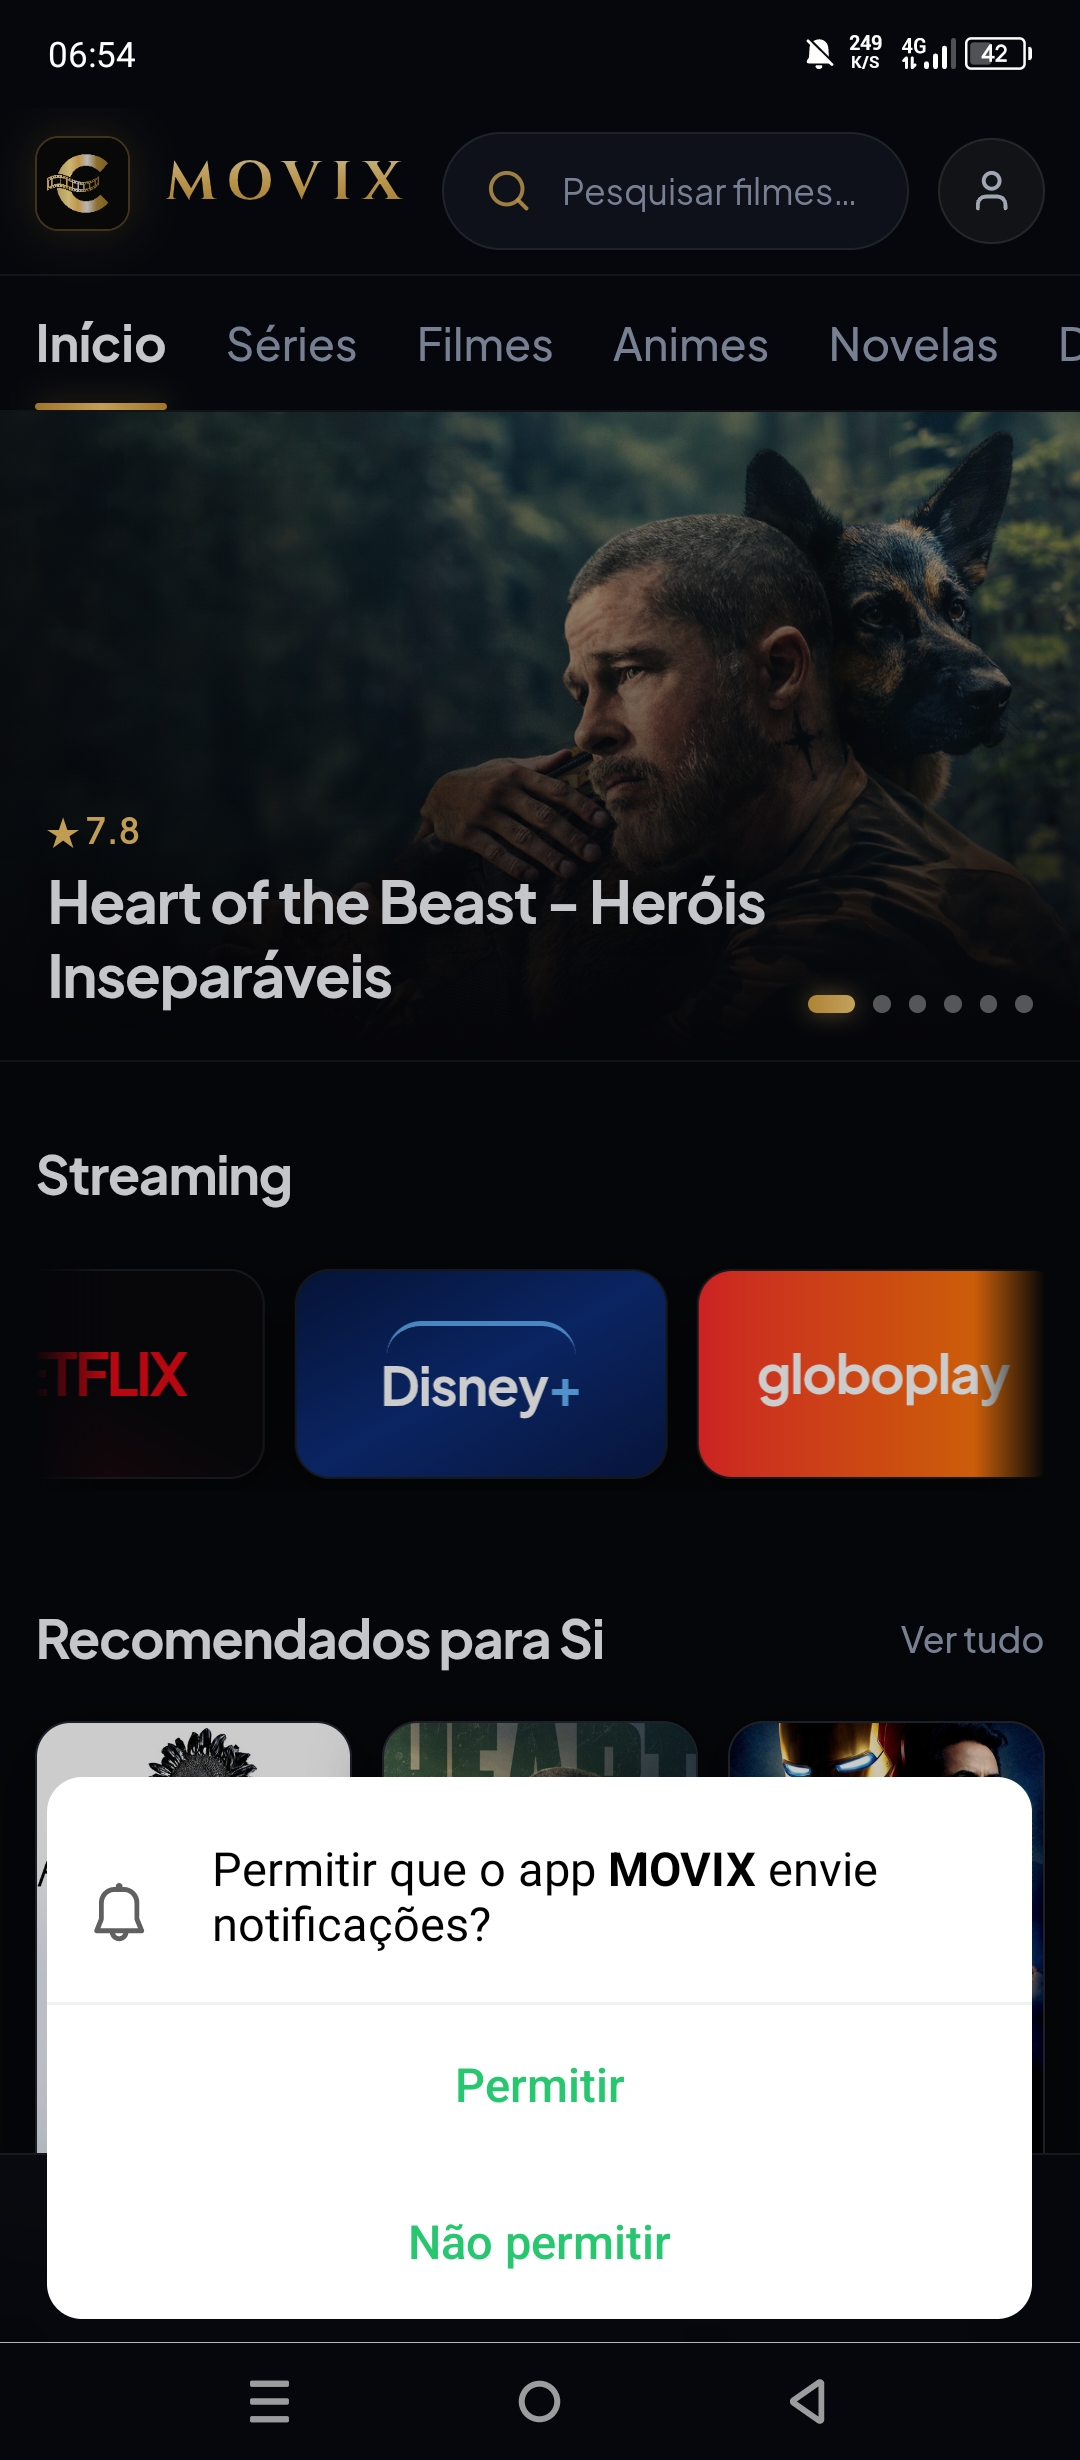 06:54
249
K/S
4G
42
MOVIX
Pesquisar filmes...
Início
Séries
Filmes
Animes
Novelas
D
★7.8
Heart of the Beast - Heróis
Inseparáveis
Streaming
ETFLIX
Disney+
globoplay
Recomendados para Si
Ver tudo
HEART
Permitir que o app MOVIX envie
notificações?
Permitir
Não permitir